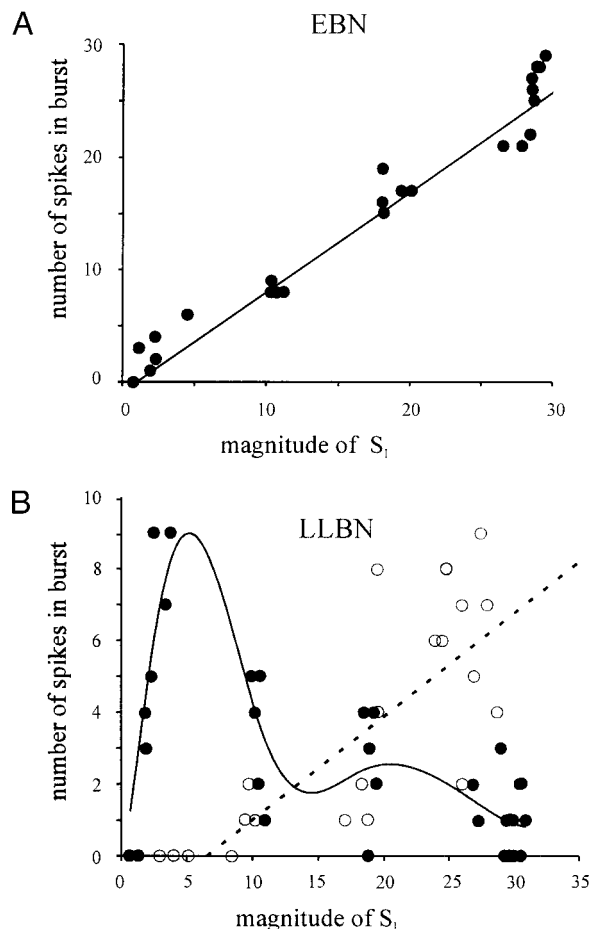 A
EBN
number of spikes in burst
30
20
10
0
0 10 20 30
magnitude of S₁
B
LLBN
number of spikes in burst
10
8
6
4
2
0
0 5 10 15 20 25 30 35
magnitude of S₁